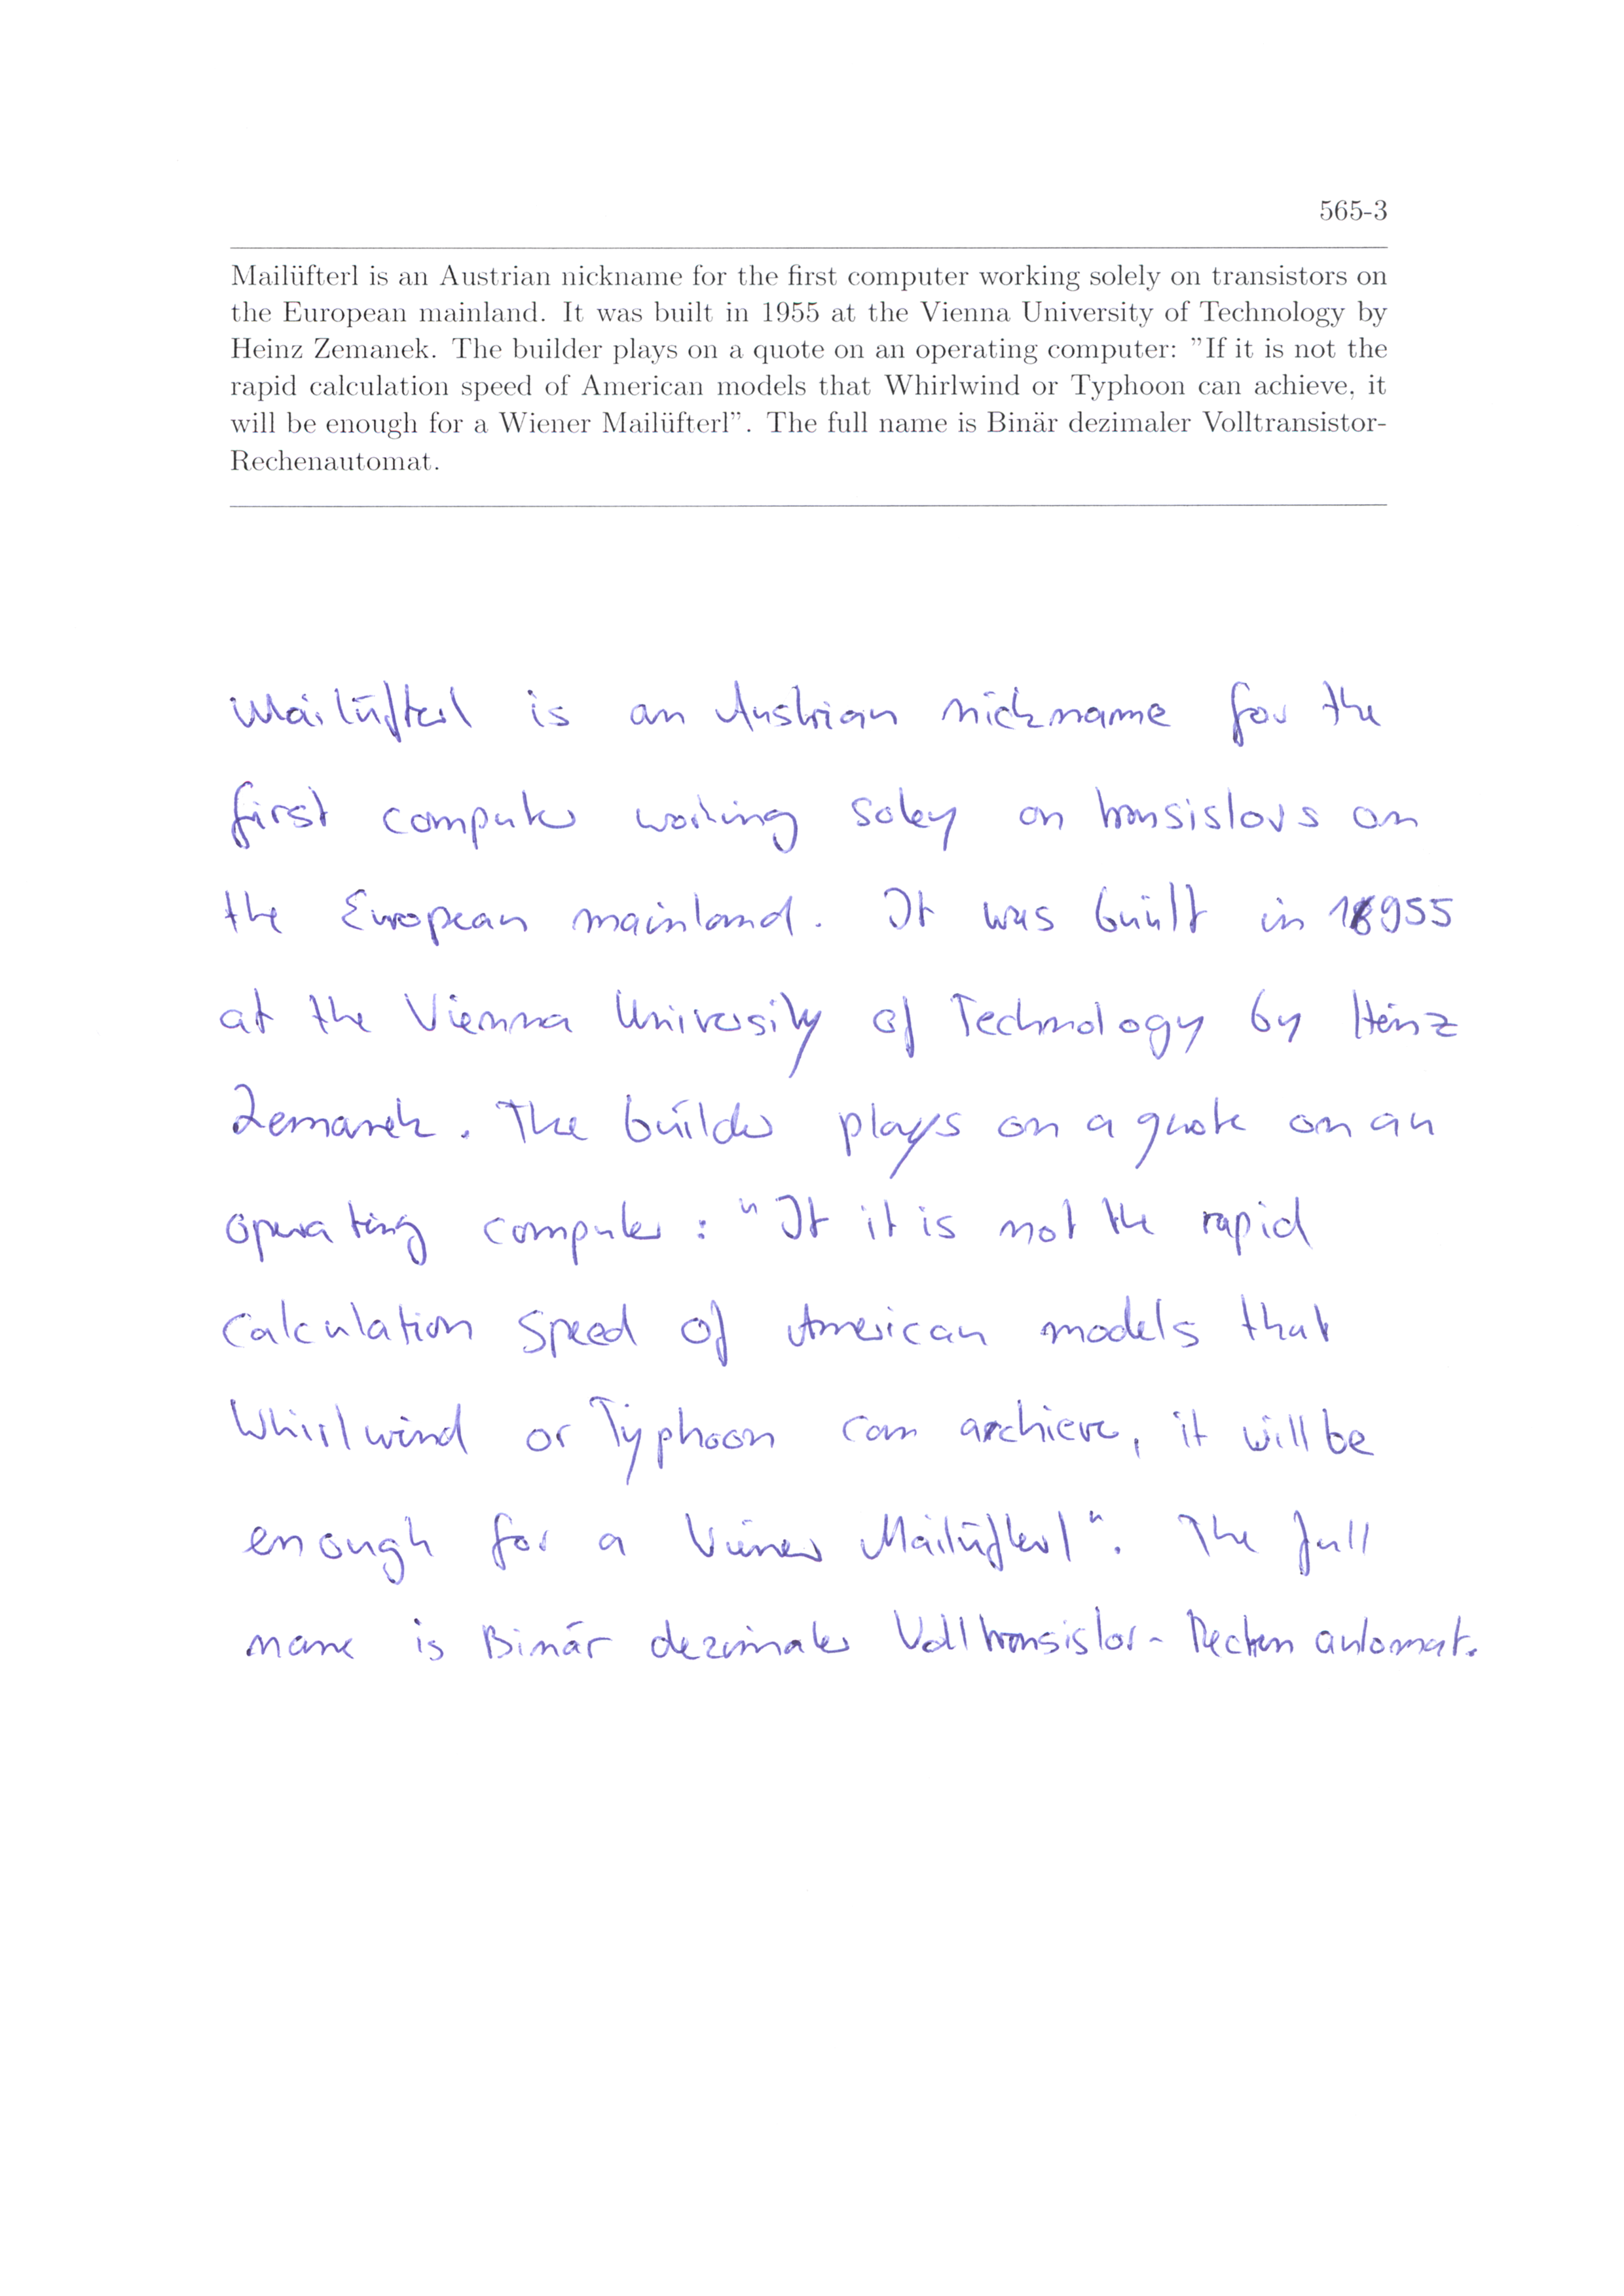 565-3
Mailüfterl is an Austrian nickname for the first computer working solely on transistors on
the European mainland. It was built in 1955 at the Vienna University of Technology by
Heinz Zemanek. The builder plays on a quote on an operating computer: "If it is not the
rapid calculation speed of American models that Whirlwind or Typhoon can achieve, it
will be enough for a Wiener Mailüfterl". The full name is Binär dezimaler Volltransistor-
Rechenautomat.
Mailüfterl is an Austrian nickname for the
first computer working soley on transistors on
the European mainland. It was built in 1955
at the Vienna University of Technology by Heinz
Zemanek. The builder plays on a quote on an
operating computer: "It it is not the rapid
calculation speed of American models that
Whirlwind or Typhoon can archieve, it will be
enough for a Viener Mailüfterl". The full
name is Binär dezimaler Volltransistor-Rechenautomat.